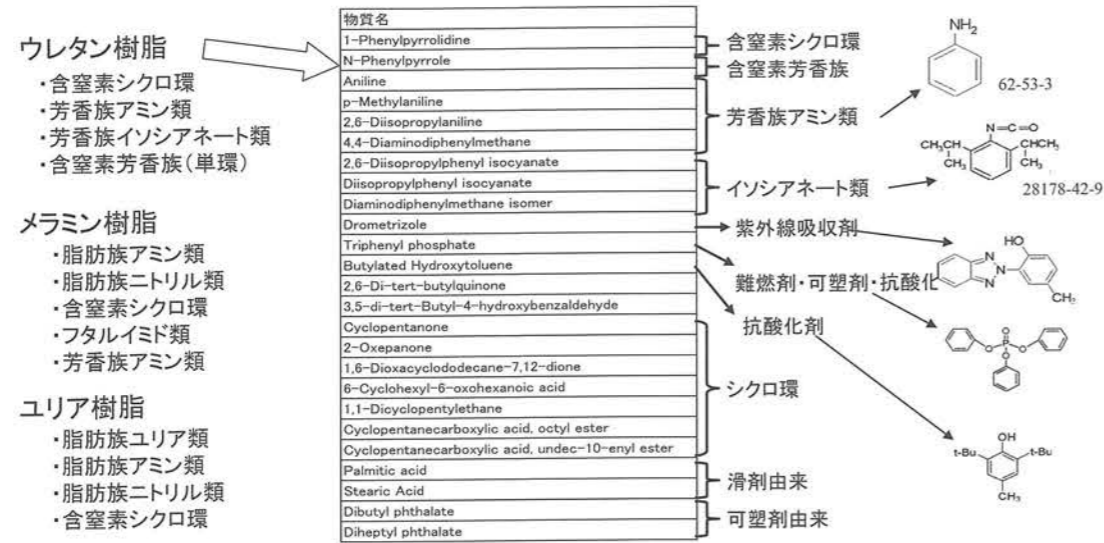 ウレタン樹脂
・含窒素シクロ環
・芳香族アミン類
・芳香族イソシアネート類
・含窒素芳香族(単環)
メラミン樹脂
・脂肪族アミン類
・脂肪族ニトリル類
・含窒素シクロ環
・フタルイミド類
・芳香族アミン類
ユリア樹脂
・脂肪族ユリア類
・脂肪族アミン類
・脂肪族ニトリル類
・含窒素シクロ環
物質名
1-Phenylpyrrolidine
N-Phenylpyrrole
Aniline
p-Methylaniline
2,6-Diisopropylaniline
4,4-Diaminodiphenylmethane
2,6-Diisopropylphenyl isocyanate
Diisopropylphenyl isocyanate
Diaminodiphenylmethane isomer
Drometrizole
Triphenyl phosphate
Butylated Hydroxytoluene
2,6-Di-tert-butylquinone
3,5-di-tert-Butyl-4-hydroxybenzaldehyde
Cyclopentanone
2-Oxepanone
1,6-Dioxacyclododecane-7,12-dione
6-Cyclohexyl-6-oxohexanoic acid
1,1-Dicyclopentylethane
Cyclopentanecarboxylic acid, octyl ester
Cyclopentanecarboxylic acid, undec-10-enyl ester
Palmitic acid
Stearic Acid
Dibutyl phthalate
Diheptyl phthalate
含窒素シクロ環
含窒素芳香族
芳香族アミン類
イソシアネート類
紫外線吸収剤
難燃剤・可塑剤・抗酸化
抗酸化剤
シクロ環
滑剤由来
可塑剤由来
NH2
62-53-3
N=C=O
CH3 CH3
CH3 CH3
28178-42-9
HO
N
N
N
CH3
O
O P O
O
OH
t-Bu t-Bu
CH3